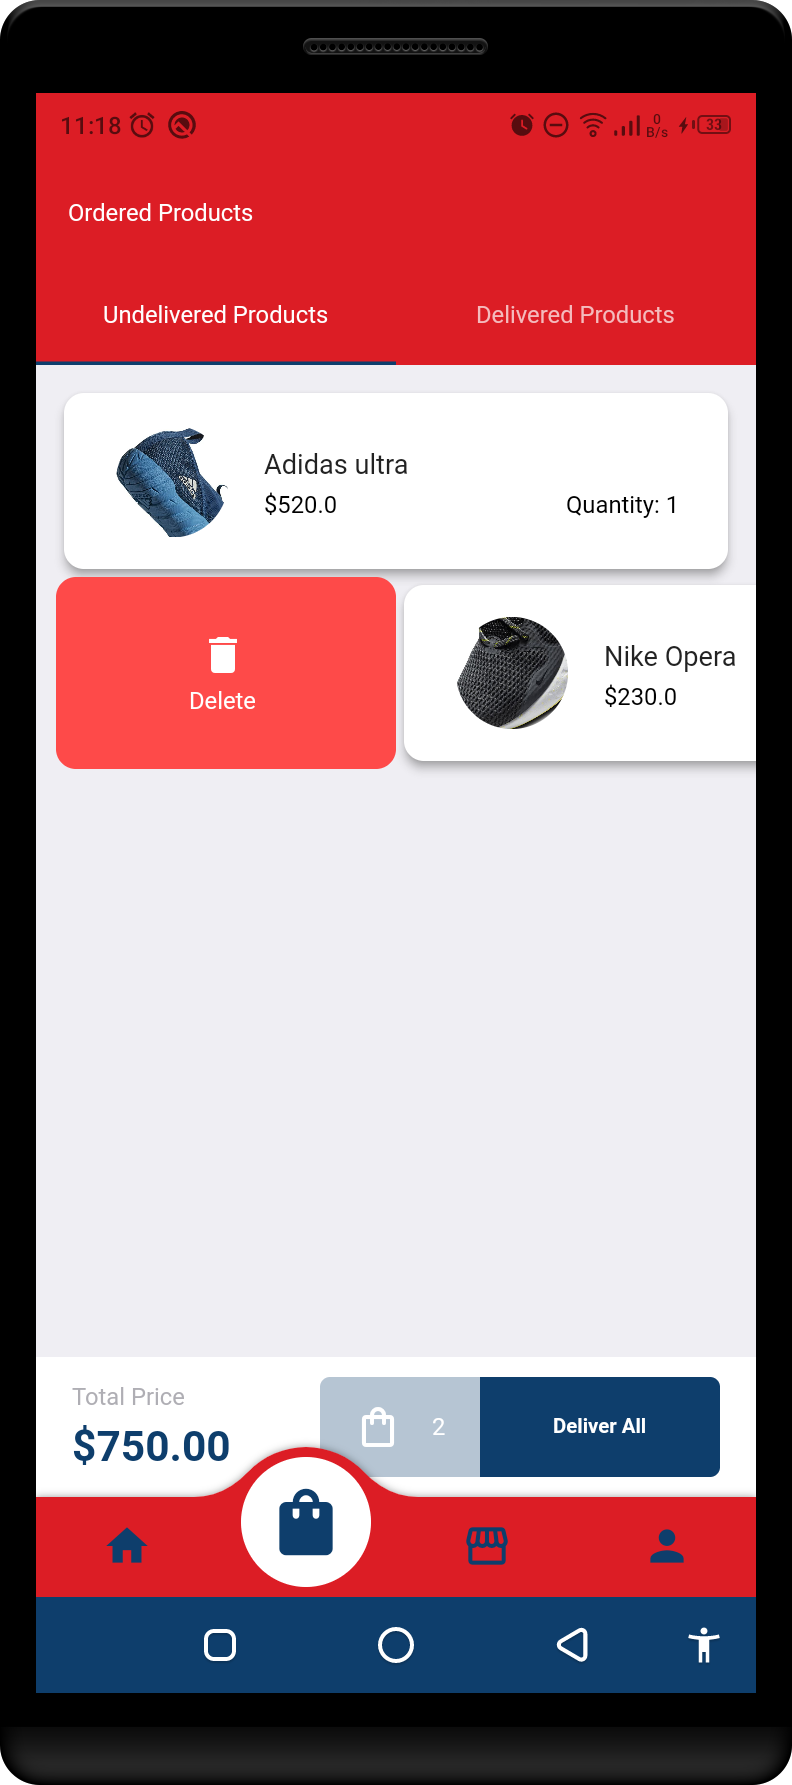 11:18
0
B/s
33
Ordered Products
Undelivered Products
Delivered Products
Adidas ultra
$520.0
Quantity: 1
Delete
Nike Opera
$230.0
Total Price
$750.00
2
Deliver All